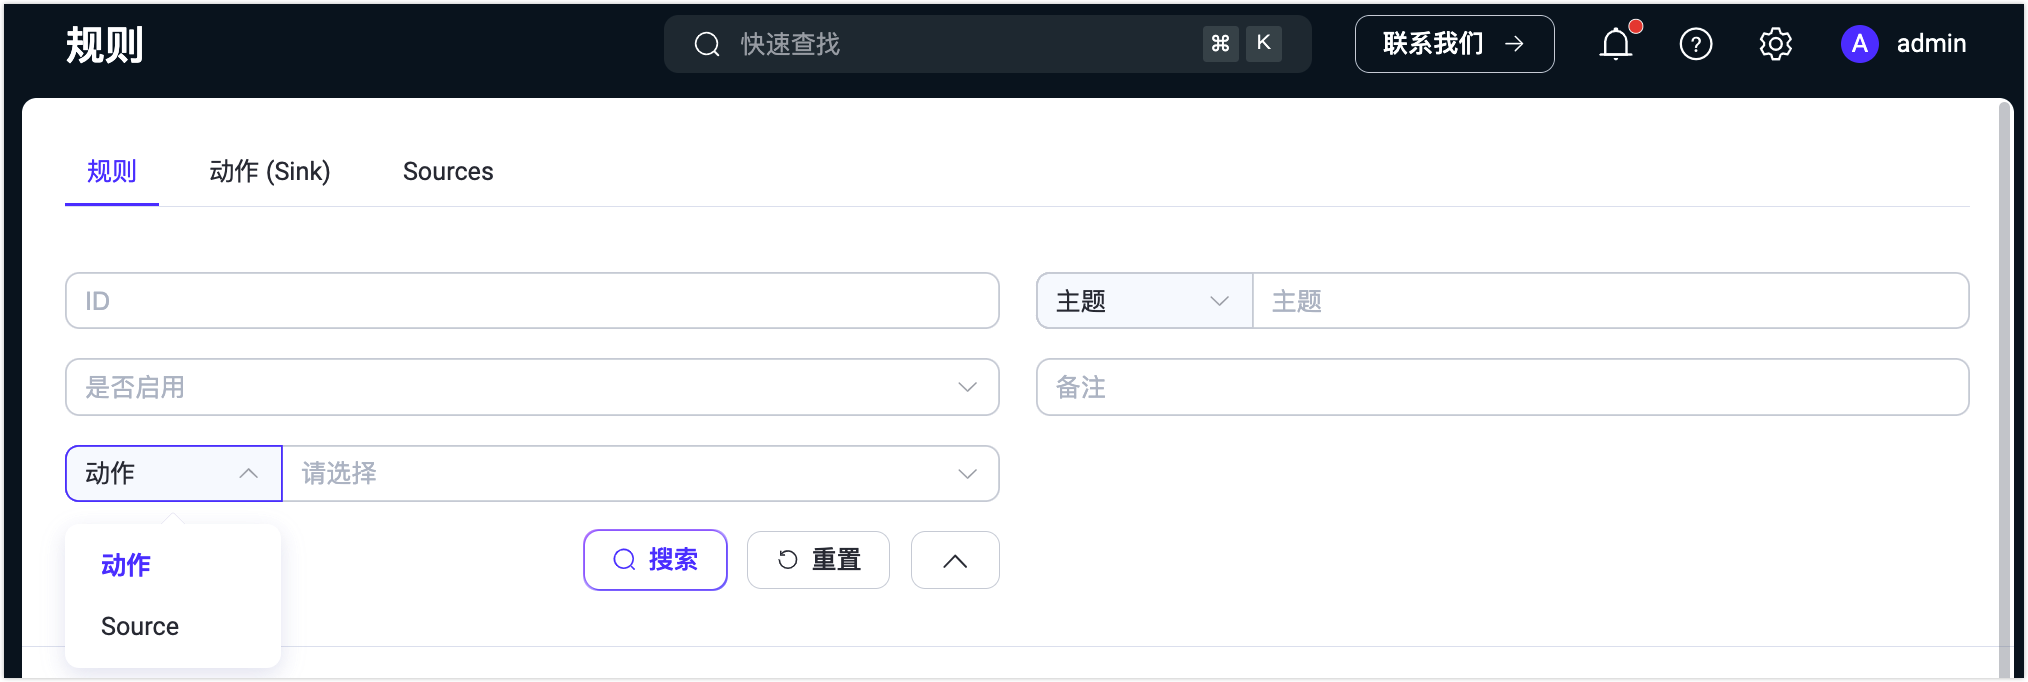 规则
快速查找 ⌘ K
联系我们 →
A admin
规则 动作 (Sink) Sources
ID
主题 主题
是否启用
备注
动作 请选择
动作
Source
搜索 重置